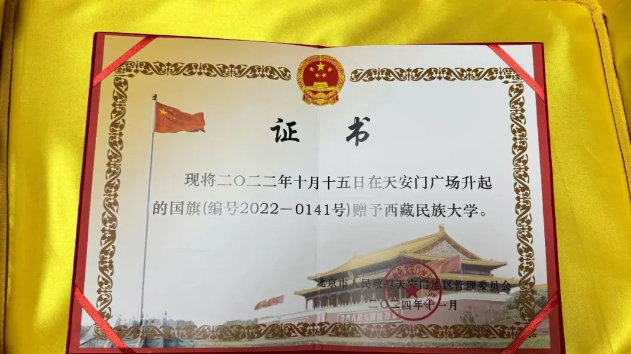 证书
现将二〇二二年十月十五日在天安门广场升起
的国旗(编号2022－0141号)赠予西藏民族大学。
北京市人民政府天安门地区管理委员会
二〇二四年十一月